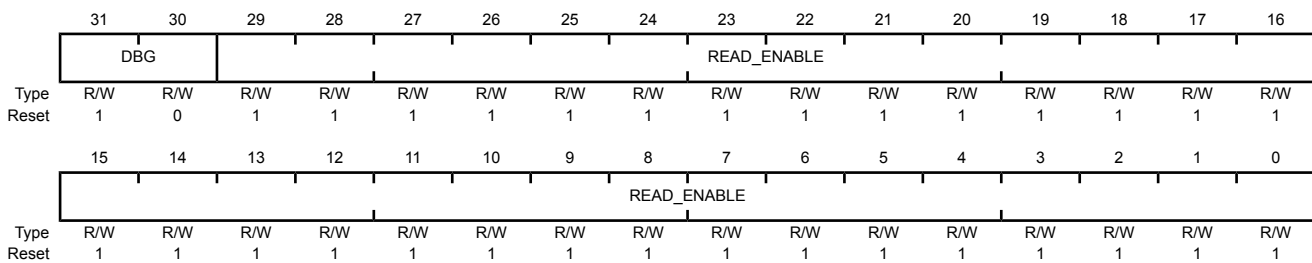 31 30 29 28 27 26 25 24 23 22 21 20 19 18 17 16
DBG READ_ENABLE
Type R/W R/W R/W R/W R/W R/W R/W R/W R/W R/W R/W R/W R/W R/W R/W R/W
Reset 1 0 1 1 1 1 1 1 1 1 1 1 1 1 1 1
15 14 13 12 11 10 9 8 7 6 5 4 3 2 1 0
READ_ENABLE
Type R/W R/W R/W R/W R/W R/W R/W R/W R/W R/W R/W R/W R/W R/W R/W R/W
Reset 1 1 1 1 1 1 1 1 1 1 1 1 1 1 1 1